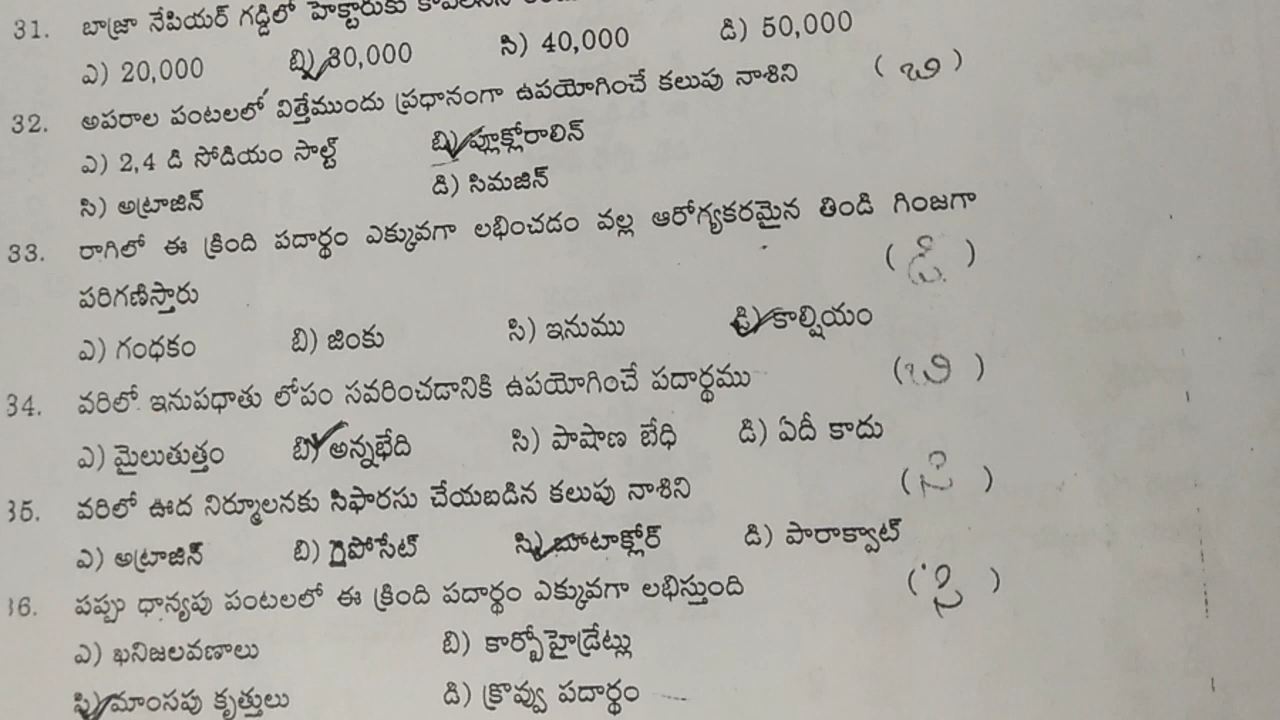 31. బాజ్రా నేపియర్ గడ్డిలో హెక్టారుకు
ఎ) 20,000 బి) 30,000 సి) 40,000 డి) 50,000
32. అపరాల పంటలలో విత్తేముందు ప్రధానంగా ఉపయోగించే కలుపు నాశిని (బి)
ఎ) 2,4 డి సోడియం సాల్ట్ బి) ఫ్లూక్లోరాలిన్
సి) అట్రాజిన్ డి) సిమజిన్
33. రాగిలో ఈ క్రింది పదార్థం ఎక్కువగా లభించడం వల్ల ఆరోగ్యకరమైన తిండి గింజగా
పరిగణిస్తారు (డి)
ఎ) గంధకం బి) జింకు సి) ఇనుము డి) కాల్షియం
34. వరిలో ఇనుపధాతు లోపం సవరించడానికి ఉపయోగించే పదార్థము (బి)
ఎ) మైలుతుత్తం బి) అన్నభేది సి) పాషాణ బేధి డి) ఏదీ కాదు
35. వరిలో ఊద నిర్మూలనకు సిఫారసు చేయబడిన కలుపు నాశిని (సి)
ఎ) అట్రాజిన్ బి) గ్లైఫోసేట్ సి) బూటాక్లోర్ డి) పారాక్వాట్
36. పప్పు ధాన్యపు పంటలలో ఈ క్రింది పదార్థం ఎక్కువగా లభిస్తుంది (సి)
ఎ) ఖనిజలవణాలు బి) కార్బోహైడ్రేట్లు
సి) మాంసపు కృత్తులు డి) క్రొవ్వు పదార్థం